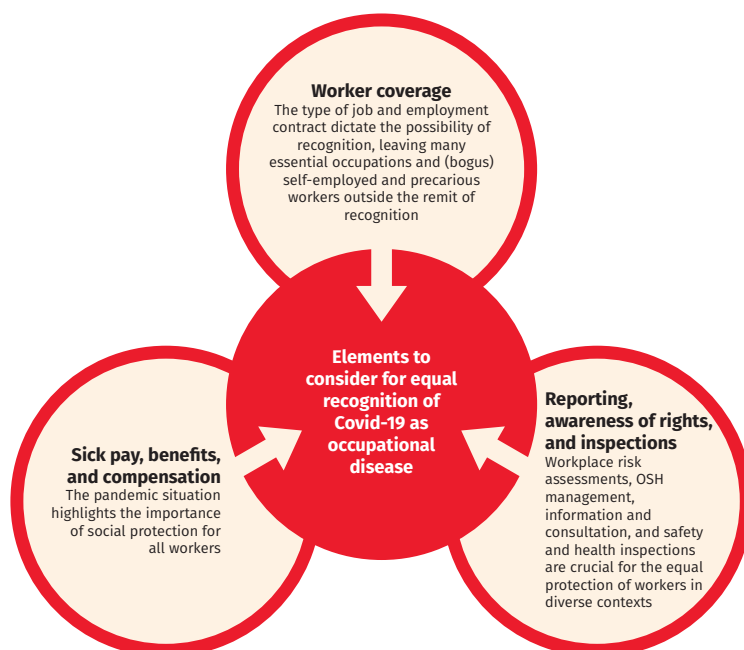 Worker coverage
The type of job and employment
contract dictate the possibility of
recognition, leaving many
essential occupations and (bogus)
self-employed and precarious
workers outside the remit of
recognition
Elements to
consider for equal
recognition of
Covid-19 as
occupational
disease
Sick pay, benefits,
and compensation
The pandemic situation
highlights the importance
of social protection for
all workers
Reporting,
awareness of rights,
and inspections
Workplace risk
assessments, OSH
management,
information and
consultation, and safety
and health inspections
are crucial for the equal
protection of workers in
diverse contexts